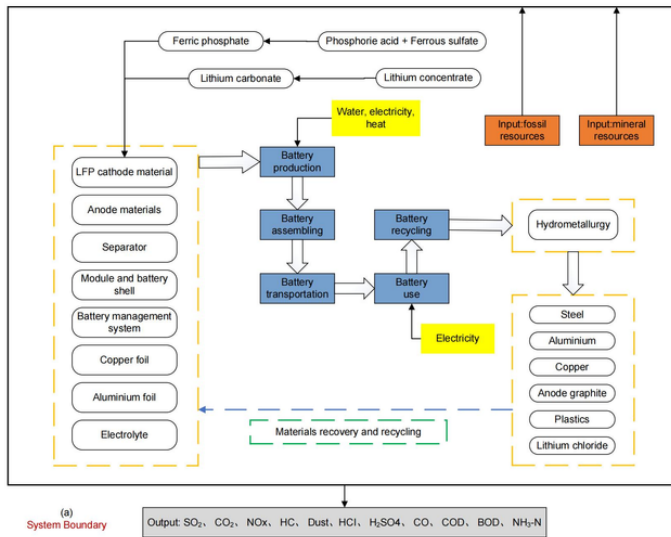 Ferric phosphate
Phosphorie acid + Ferrous sulfate
Lithium carbonate
Lithium concentrate
Water, electricity,
heat
Input:fossil
resources
Input:mineral
resources
LFP cathode material
Anode materials
Separator
Module and battery
shell
Battery management
system
Copper foil
Aluminium foil
Electrolyte
Battery
production
Battery
assembling
Battery
transportation
Battery
recycling
Battery
use
Electricity
Hydrometallurgy
Steel
Aluminium
Copper
Anode graphite
Plastics
Lithium chloride
Materials recovery and recycling
(a)
System Boundary
Output: SO₂、CO₂、NOx、HC、Dust、HCl、H₂SO4、CO、COD、BOD、NH₃-N